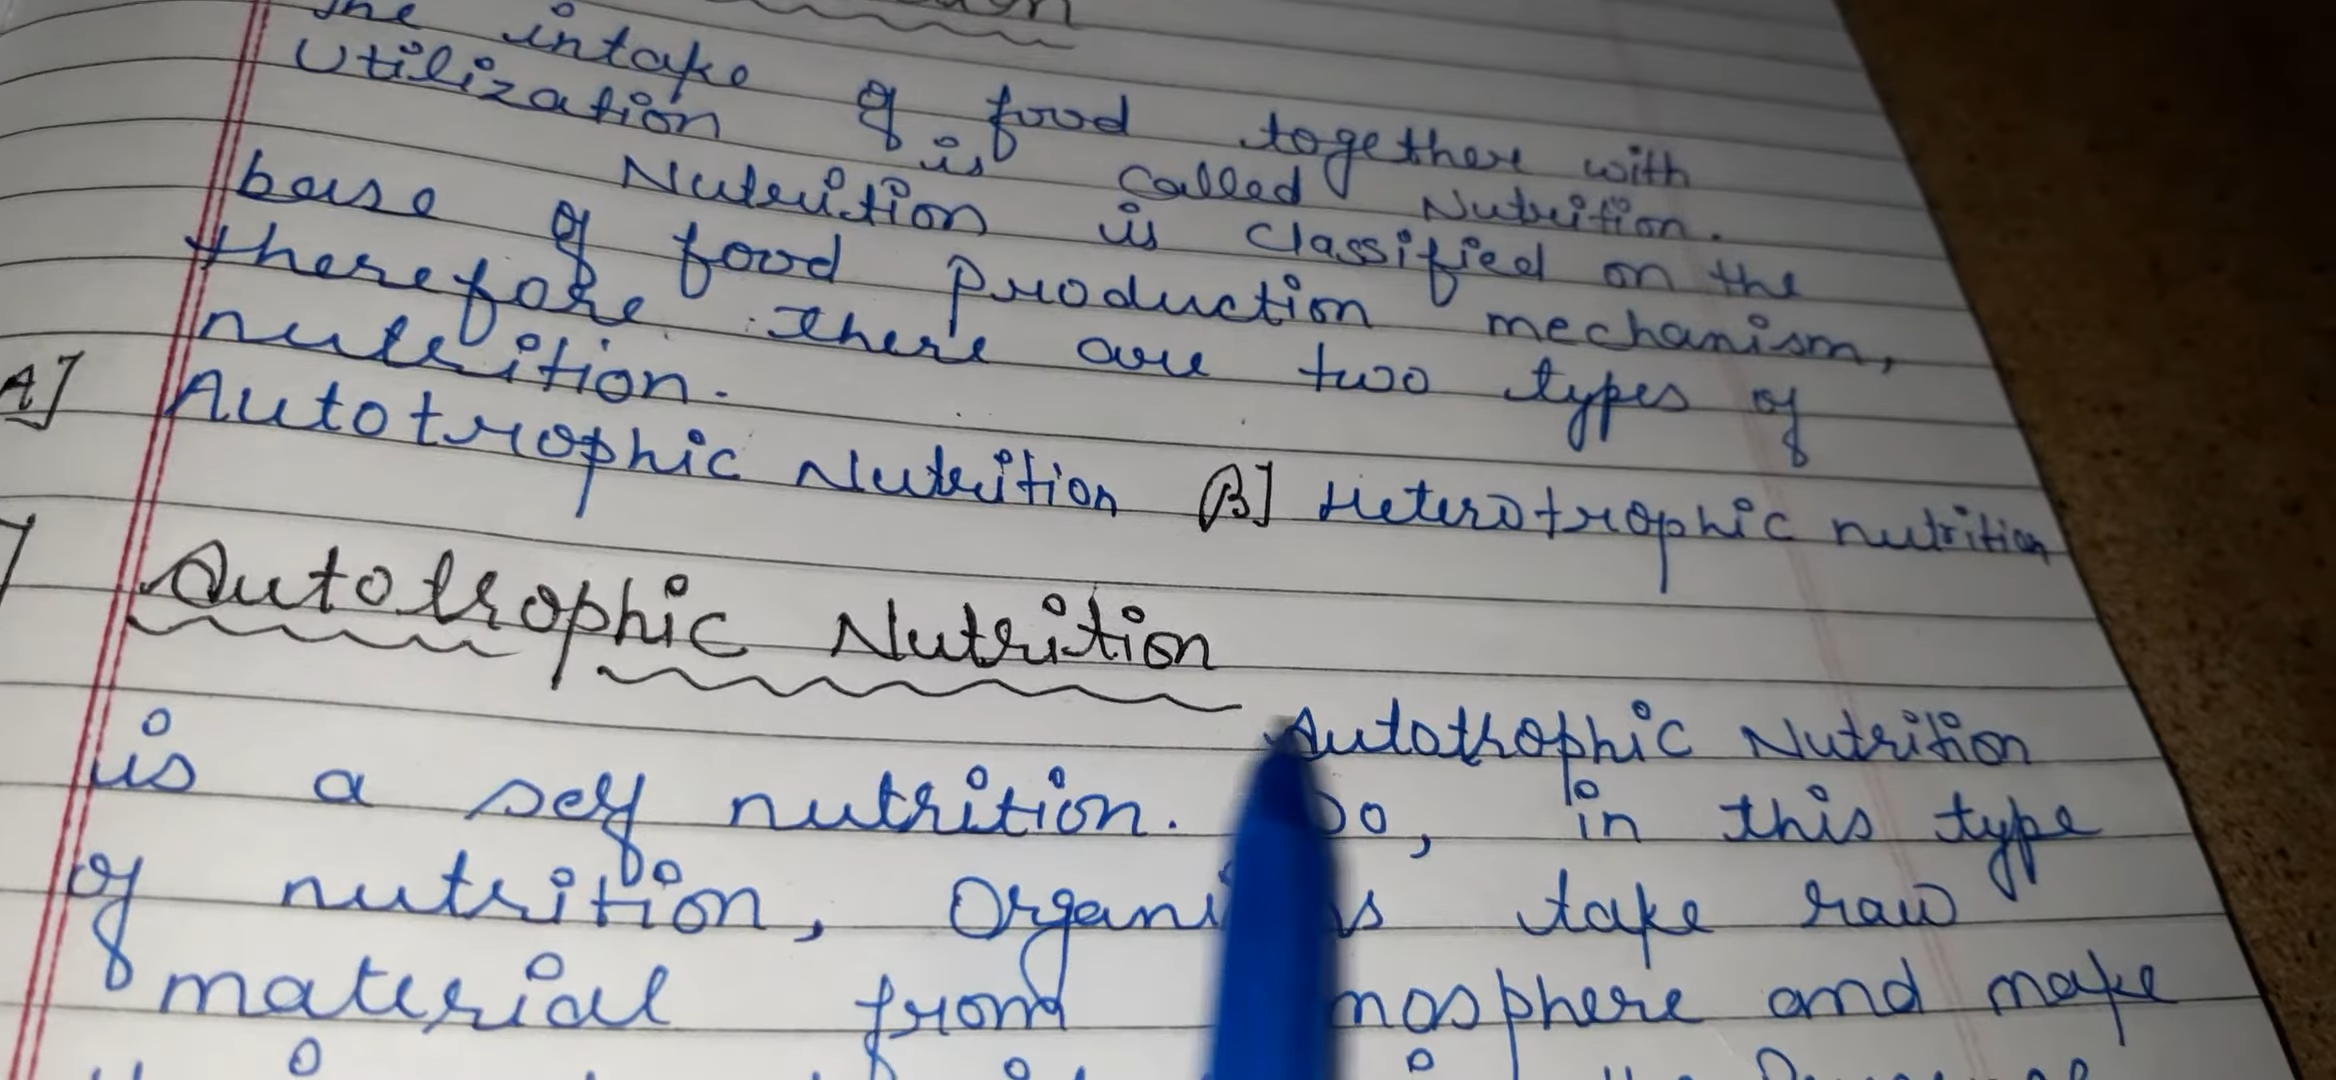 The intake of food together with
Utilization is called Nutrition.
Nutrition is classified on the
base of food production mechanism,
therefore there are two types of
nutrition.
A] Autotrophic Nutrition B] Heterotrophic nutrition
Autotrophic Nutrition
Autotrophic Nutrition
is a self nutrition. So, in this type
of nutrition, take raw
material from and make